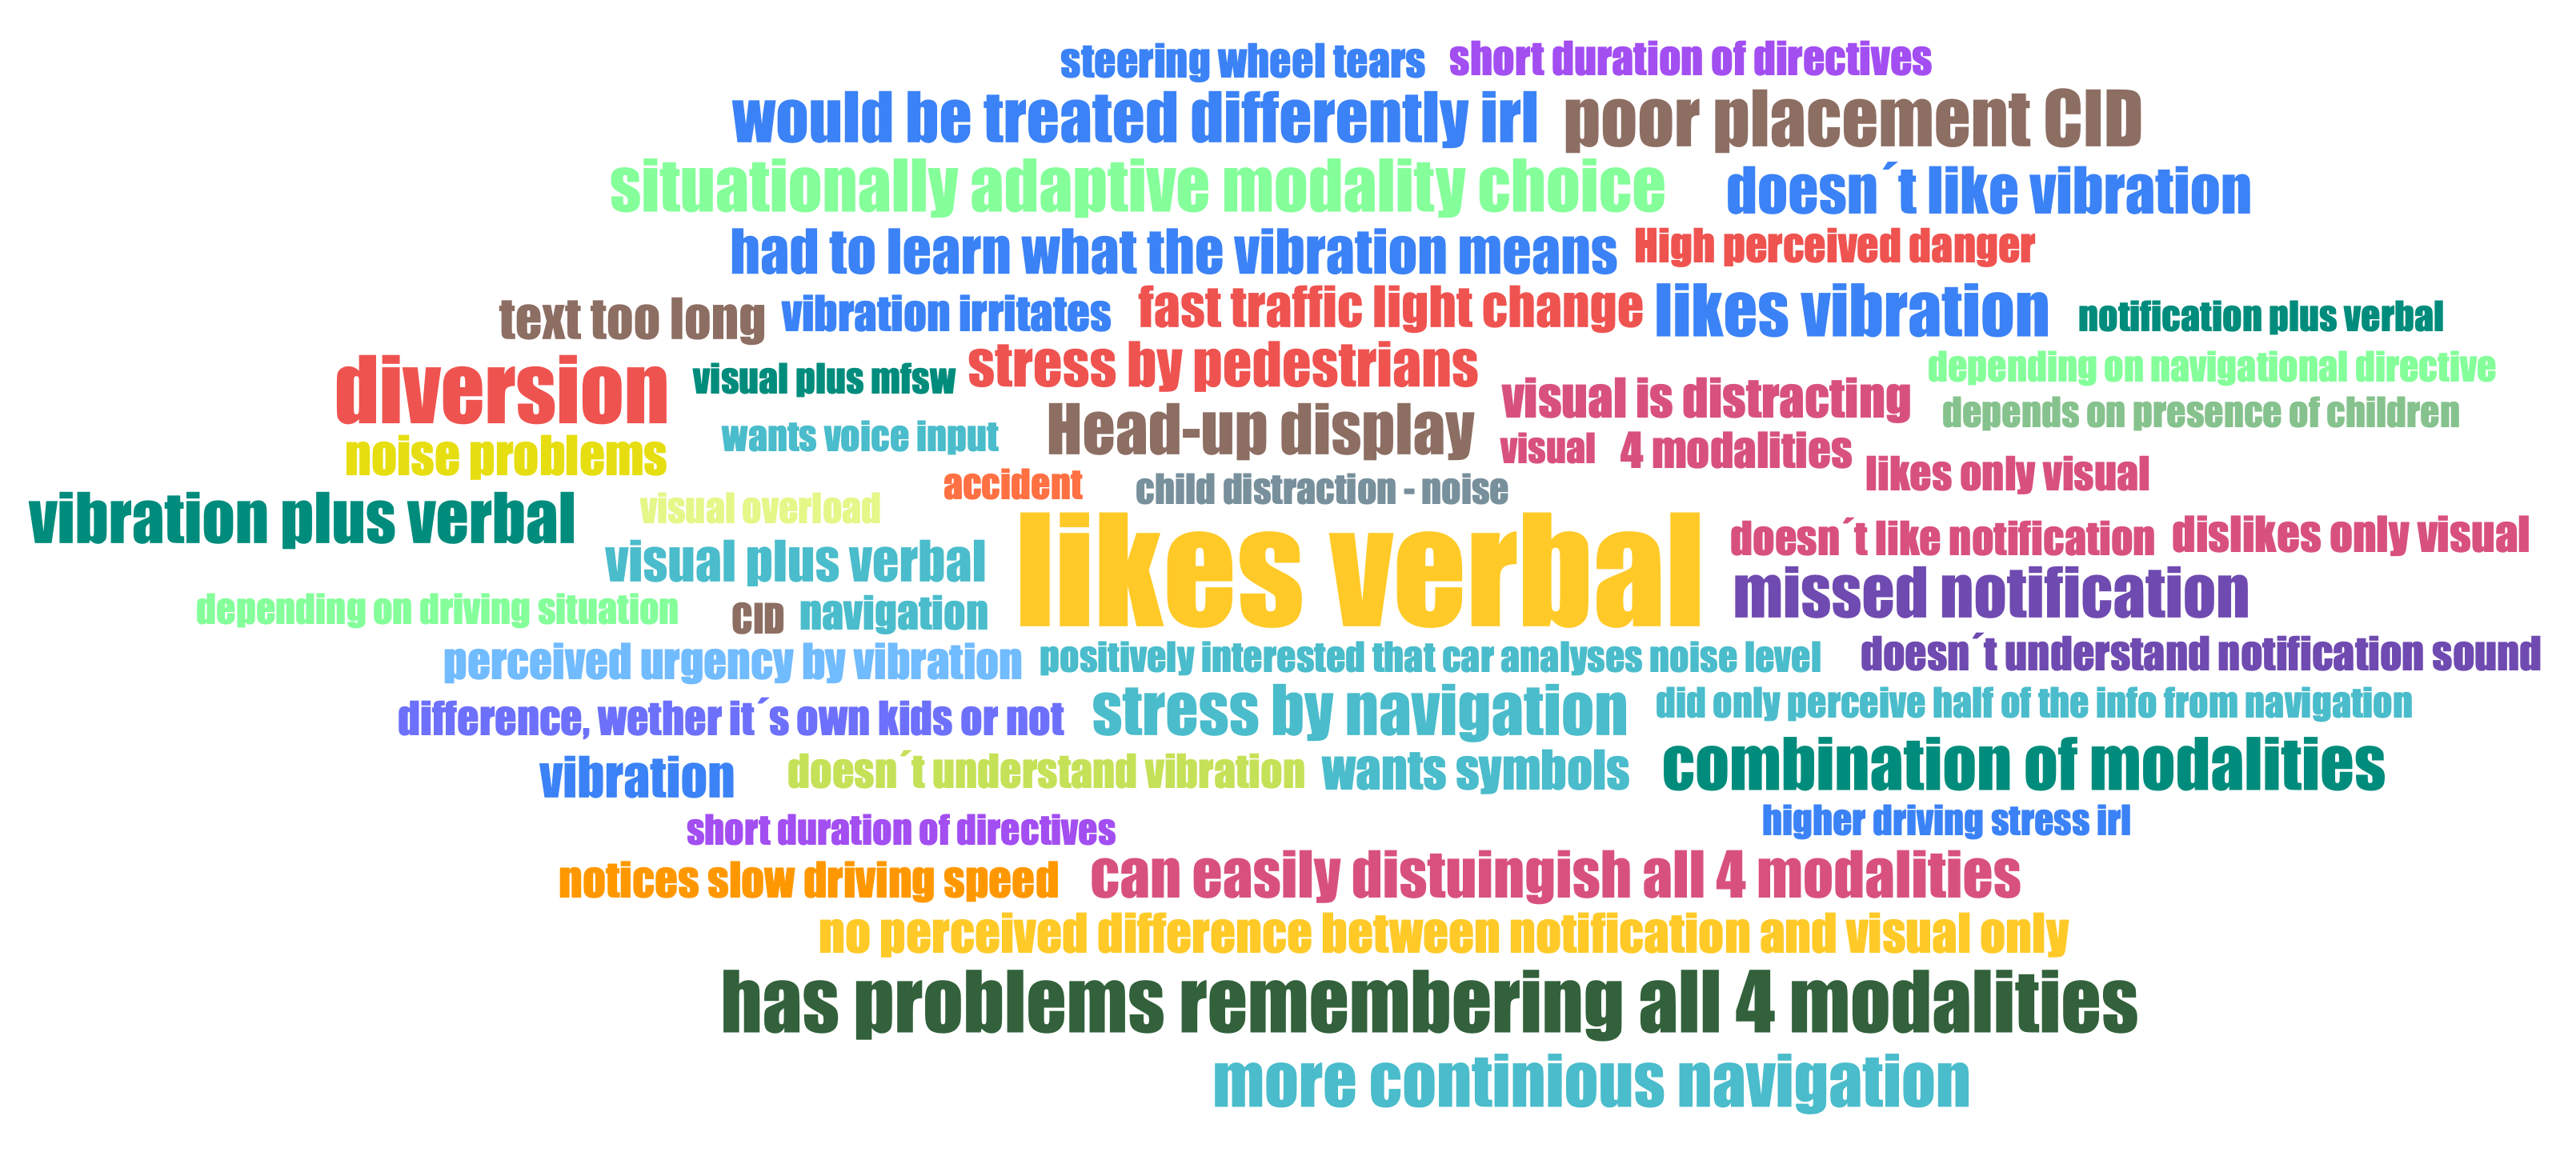 steering wheel tears short duration of directives
would be treated differently irl poor placement CID
situationally adaptive modality choice doesn´t like vibration
had to learn what the vibration means High perceived danger
text too long vibration irritates fast traffic light change likes vibration notification plus verbal
diversion visual plus mfsw stress by pedestrians visual is distracting depending on navigational directive
noise problems wants voice input Head-up display visual 4 modalities depends on presence of children
accident child distraction - noise likes only visual
vibration plus verbal visual overload likes verbal doesn´t like notification dislikes only visual
visual plus verbal missed notification
depending on driving situation CID navigation
perceived urgency by vibration positively interested that car analyses noise level doesn´t understand notification sound
difference, wether it´s own kids or not stress by navigation did only perceive half of the info from navigation
vibration doesn´t understand vibration wants symbols combination of modalities
short duration of directives higher driving stress irl
notices slow driving speed can easily distuingish all 4 modalities
no perceived difference between notification and visual only
has problems remembering all 4 modalities
more continious navigation